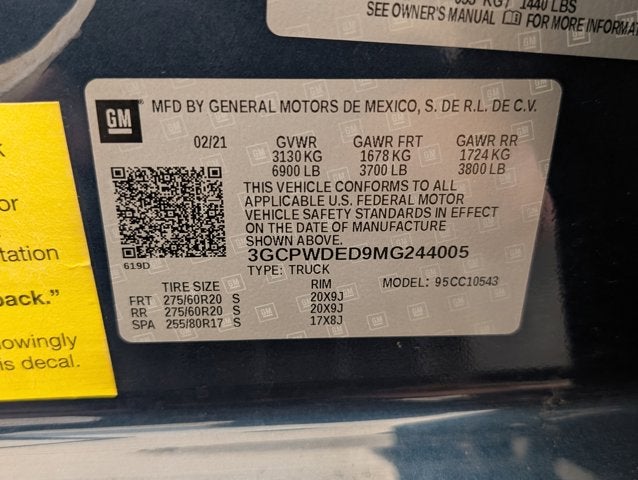 1440 LBS
SEE OWNER'S MANUAL FOR MORE
GM
MFD BY GENERAL MOTORS DE MEXICO, S. DE R.L. DE C.V.
02/21 GVWR GAWR FRT GAWR RR
3130 KG 1678 KG 1724 KG
6900 LB 3700 LB 3800 LB
THIS VEHICLE CONFORMS TO ALL
APPLICABLE U.S. FEDERAL MOTOR
VEHICLE SAFETY STANDARDS IN EFFECT
ON THE DATE OF MANUFACTURE
SHOWN ABOVE.
619D
3GCPWDED9MG244005
TYPE: TRUCK MODEL: 95CC10543
TIRE SIZE RIM
FRT 275/60R20 S 20X9J
RR 275/60R20 S 20X9J
SPA 255/80R17 S 17X8J
or
tation
back."
owingly
is decal.